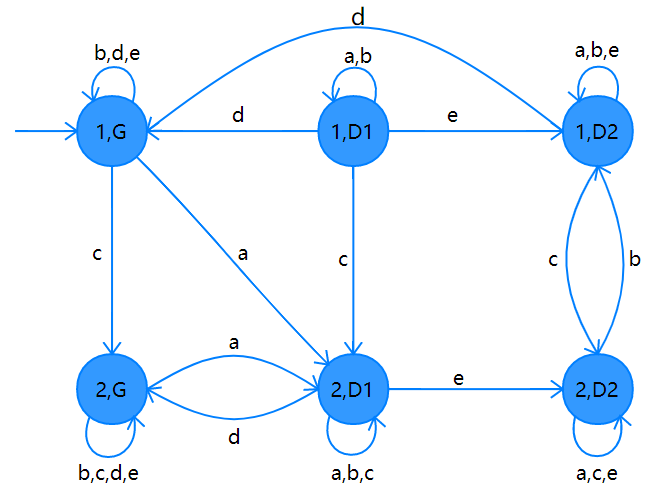 d
b,d,e
a,b
a,b,e
d
e
1,G
1,D1
1,D2
c
a
c
c
b
a
e
2,G
2,D1
2,D2
d
b,c,d,e
a,b,c
a,c,e